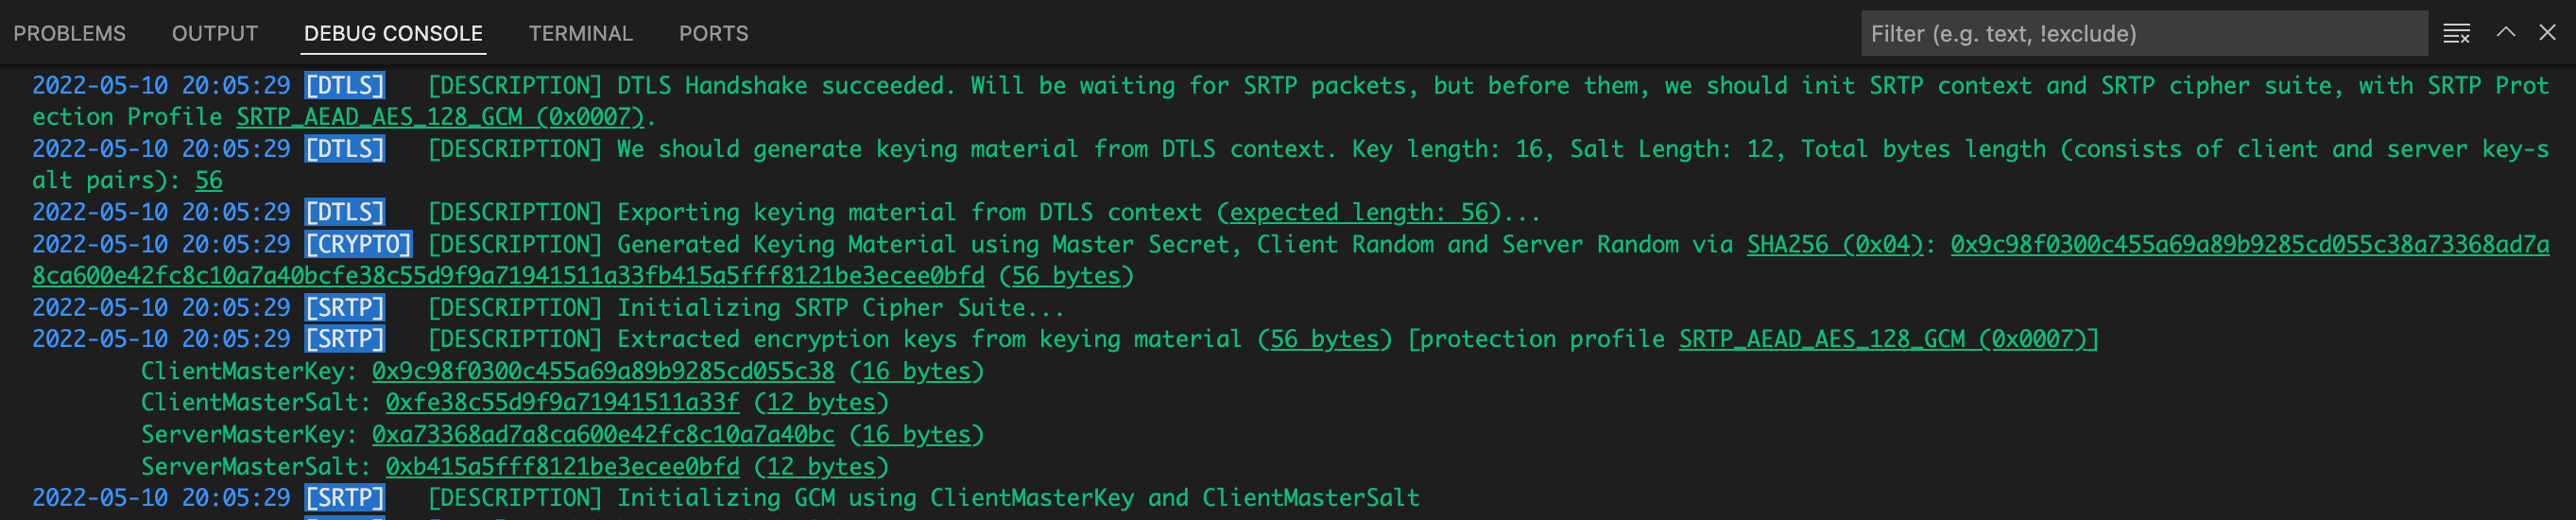 PROBLEMS OUTPUT DEBUG CONSOLE TERMINAL PORTS Filter (e.g. text, !exclude)
2022-05-10 20:05:29 [DTLS] [DESCRIPTION] DTLS Handshake succeeded. Will be waiting for SRTP packets, but before them, we should init SRTP context and SRTP cipher suite, with SRTP Prot
ection Profile SRTP_AEAD_AES_128_GCM (0x0007).
2022-05-10 20:05:29 [DTLS] [DESCRIPTION] We should generate keying material from DTLS context. Key length: 16, Salt Length: 12, Total bytes length (consists of client and server key-s
alt pairs): 56
2022-05-10 20:05:29 [DTLS] [DESCRIPTION] Exporting keying material from DTLS context (expected length: 56)...
2022-05-10 20:05:29 [CRYPTO] [DESCRIPTION] Generated Keying Material using Master Secret, Client Random and Server Random via SHA256 (0x04): 0x9c98f0300c455a69a89b9285cd055c38a73368ad7a
8ca600e42fc8c10a7a40bcfe38c55d9f9a71941511a33fb415a5fff8121be3ecee0bfd (56 bytes)
2022-05-10 20:05:29 [SRTP] [DESCRIPTION] Initializing SRTP Cipher Suite...
2022-05-10 20:05:29 [SRTP] [DESCRIPTION] Extracted encryption keys from keying material (56 bytes) [protection profile SRTP_AEAD_AES_128_GCM (0x0007)]
ClientMasterKey: 0x9c98f0300c455a69a89b9285cd055c38 (16 bytes)
ClientMasterSalt: 0xfe38c55d9f9a71941511a33f (12 bytes)
ServerMasterKey: 0xa73368ad7a8ca600e42fc8c10a7a40bc (16 bytes)
ServerMasterSalt: 0xb415a5fff8121be3ecee0bfd (12 bytes)
2022-05-10 20:05:29 [SRTP] [DESCRIPTION] Initializing GCM using ClientMasterKey and ClientMasterSalt